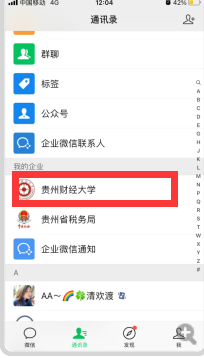 中国移动 4G 12:04 42%
通讯录
群聊
标签
公众号
企业微信联系人
我的企业
贵州财经大学
贵州省税务局
企业微信通知
A
AA～🌈🍀清欢渡
A
B
C
D
E
F
G
H
J
K
L
M
N
P
Q
R
S
T
W
X
Y
Z
#
微信 通讯录 发现 我